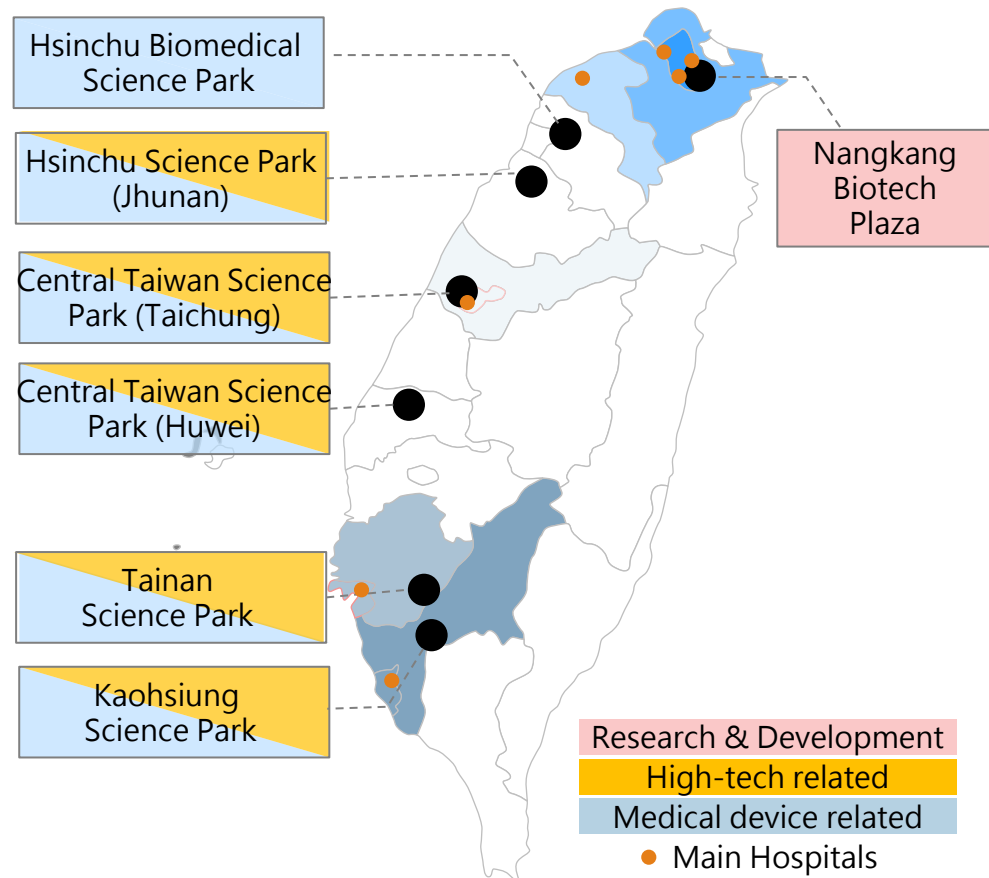 Hsinchu Biomedical
Science Park
Hsinchu Science Park
(Jhunan)
Central Taiwan Science
Park (Taichung)
Central Taiwan Science
Park (Huwei)
Tainan
Science Park
Kaohsiung
Science Park
Nangkang
Biotech
Plaza
Research & Development
High-tech related
Medical device related
Main Hospitals